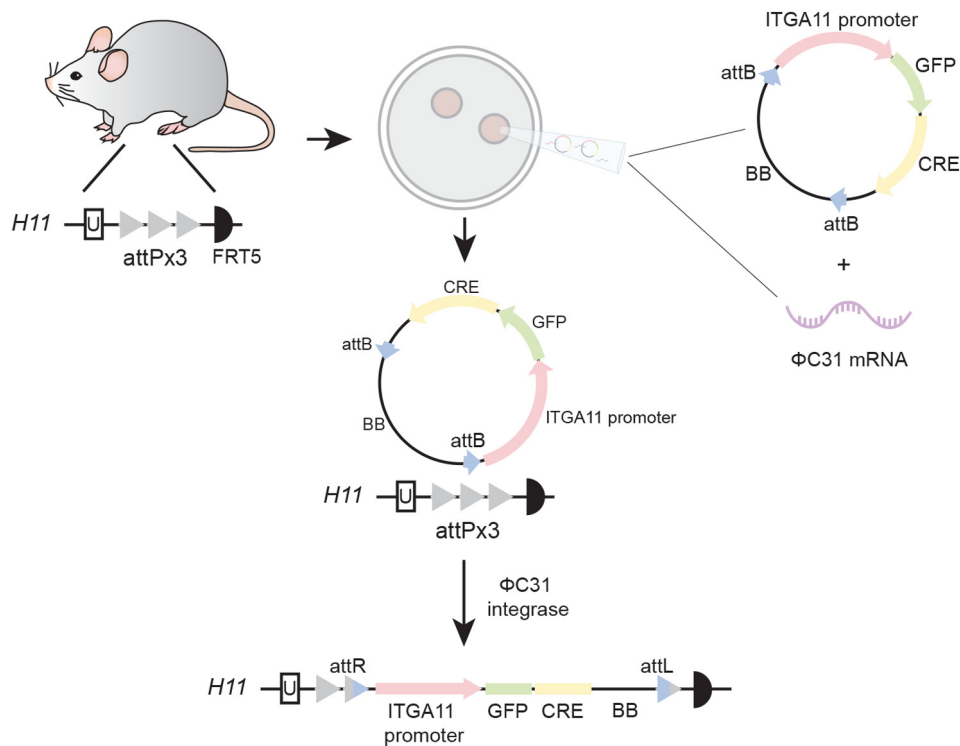 ITGA11 promoter
attB
GFP
BB
CRE
attB
+
ΦC31 mRNA
H11
U
attPx3
FRT5
CRE
GFP
attB
BB
ITGA11 promoter
attB
H11
U
attPx3
ΦC31
integrase
H11
U
attR
attL
ITGA11
promoter
GFP
CRE
BB